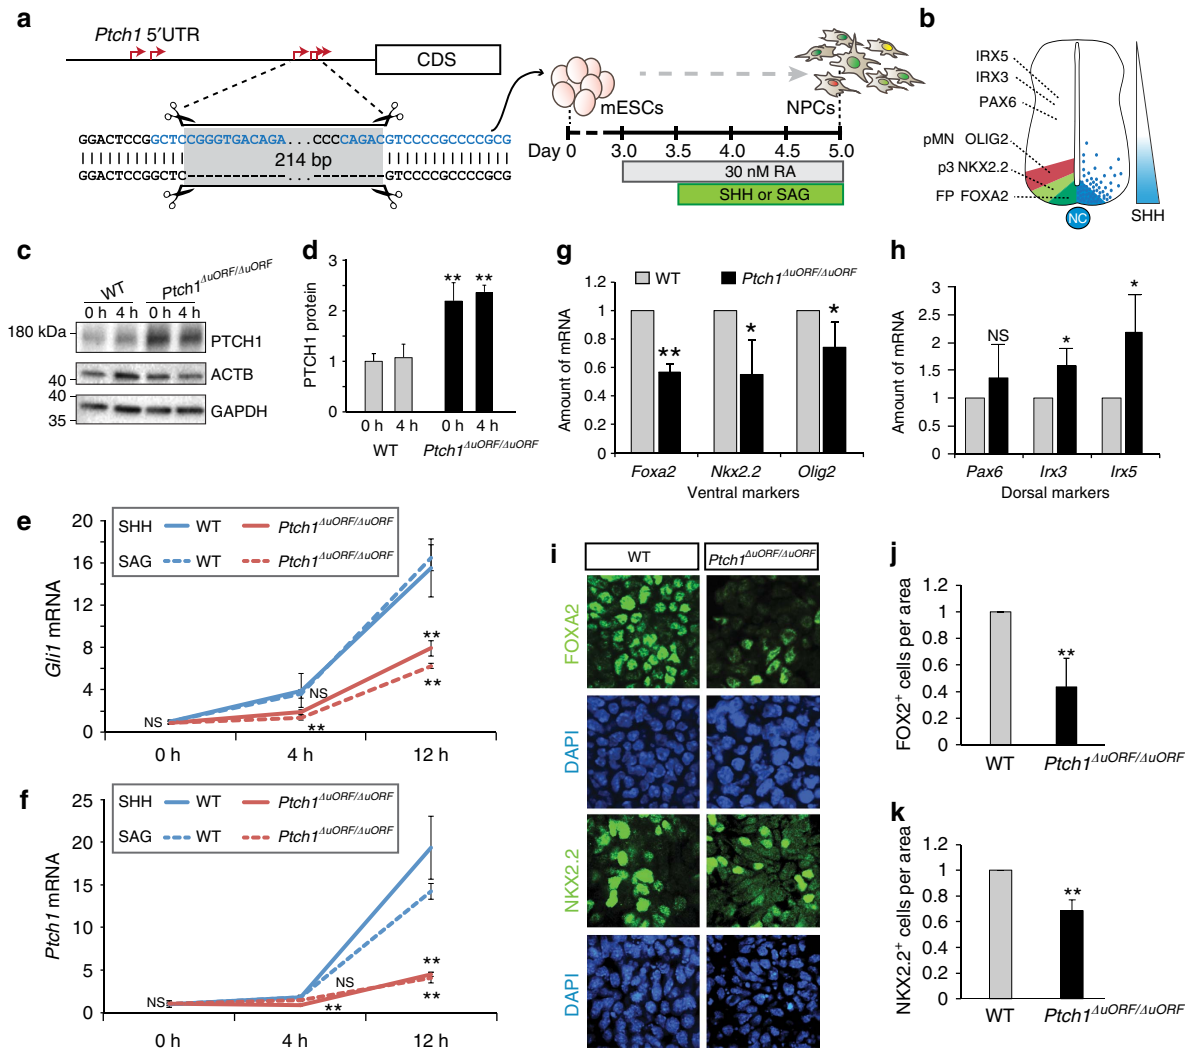 a
Ptch1 5′UTR
CDS
GGACTCCGGCTCCGGGTGACAGA...CCCCCAGACGTCCCCGCCCCGCG
214 bp
GGACTCCGGCTC ... GTCCCCGCCCCGCG
mESCs
NPCs
Day 0 3.0 3.5 4.0 4.5 5.0
30 nM RA
SHH or SAG
b
IRX5
IRX3
PAX6
pMN OLIG2
p3 NKX2.2
FP FOXA2
NC
SHH
c
WT Ptch1ΔuORF/ΔuORF
0 h 4 h 0 h 4 h
180 kDa PTCH1
40 ACTB
40
35 GAPDH
d
PTCH1 protein
3
2
1
0
** **
0 h 4 h 0 h 4 h
WT Ptch1ΔuORF/ΔuORF
g
WT Ptch1ΔuORF/ΔuORF
Amount of mRNA
1.2
1
0.8
0.6
0.4
0.2
0
** * *
Foxa2 Nkx2.2 Olig2
Ventral markers
h
Amount of mRNA
3
2.5
2
1.5
1
0.5
0
NS * *
Pax6 Irx3 Irx5
Dorsal markers
e
Gli1 mRNA
20
16
12
8
4
0
SHH WT Ptch1ΔuORF/ΔuORF
SAG WT Ptch1ΔuORF/ΔuORF
NS
NS
**
**
**
0 h 4 h 12 h
f
Ptch1 mRNA
25
20
15
10
5
0
SHH WT Ptch1ΔuORF/ΔuORF
SAG WT Ptch1ΔuORF/ΔuORF
NS
NS
**
**
**
0 h 4 h 12 h
i
WT Ptch1ΔuORF/ΔuORF
FOXA2
DAPI
NKX2.2
DAPI
j
FOX2+ cells per area
1.2
1
0.8
0.6
0.4
0.2
0
**
WT Ptch1ΔuORF/ΔuORF
k
NKX2.2+ cells per area
1.2
1
0.8
0.6
0.4
0.2
0
**
WT Ptch1ΔuORF/ΔuORF